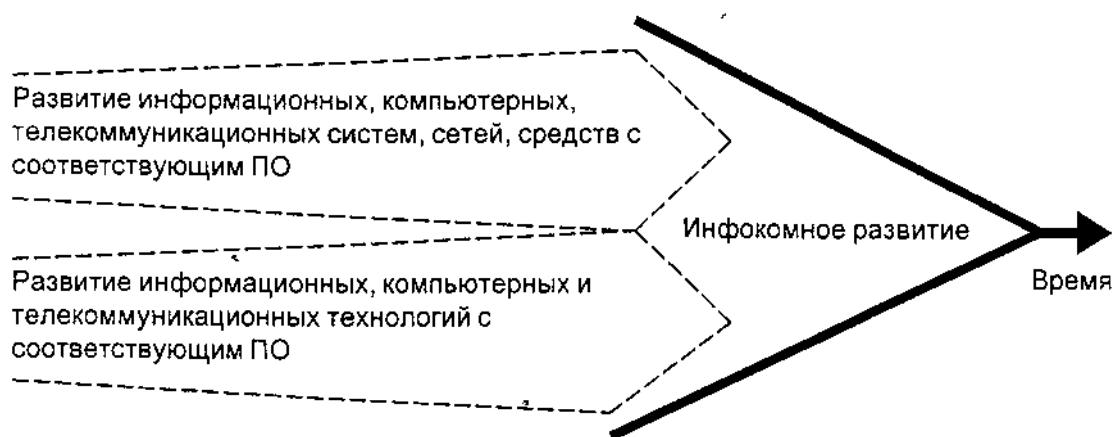 Развитие информационных, компьютерных,
телекоммуникационных систем, сетей, средств с
соответствующим ПО
Инфокомное развитие
Время
Развитие информационных, компьютерных и
телекоммуникационных технологий с
соответствующим ПО